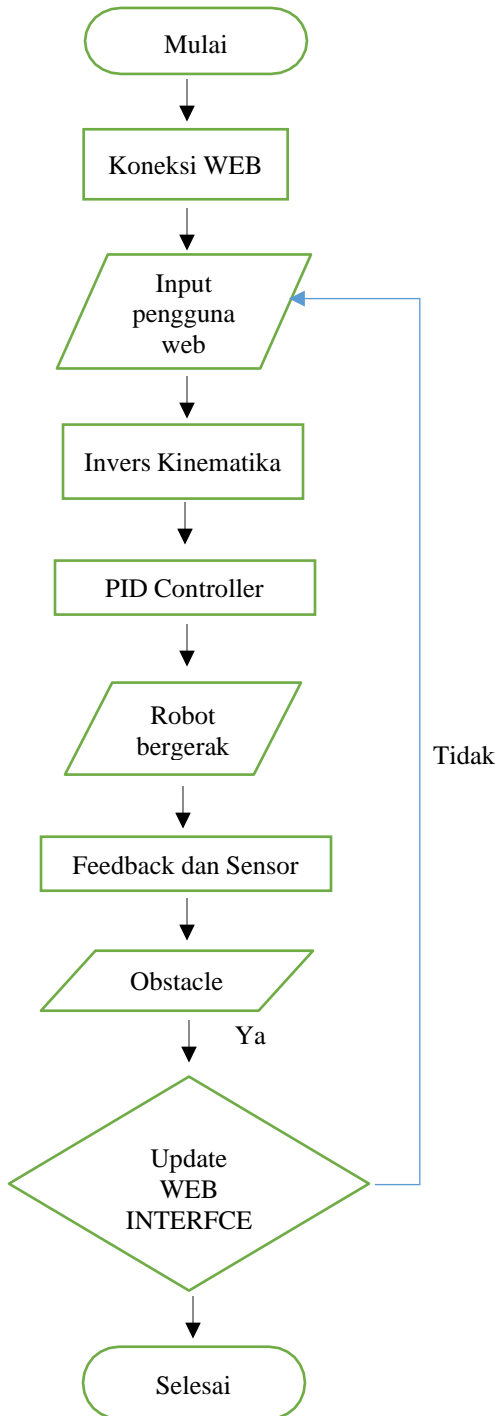 Mulai
Koneksi WEB
Input
pengguna
web
Invers Kinematika
PID Controller
Robot
bergerak
Tidak
Feedback dan Sensor
Obstacle
Ya
Update
WEB
INTERFCE
Selesai